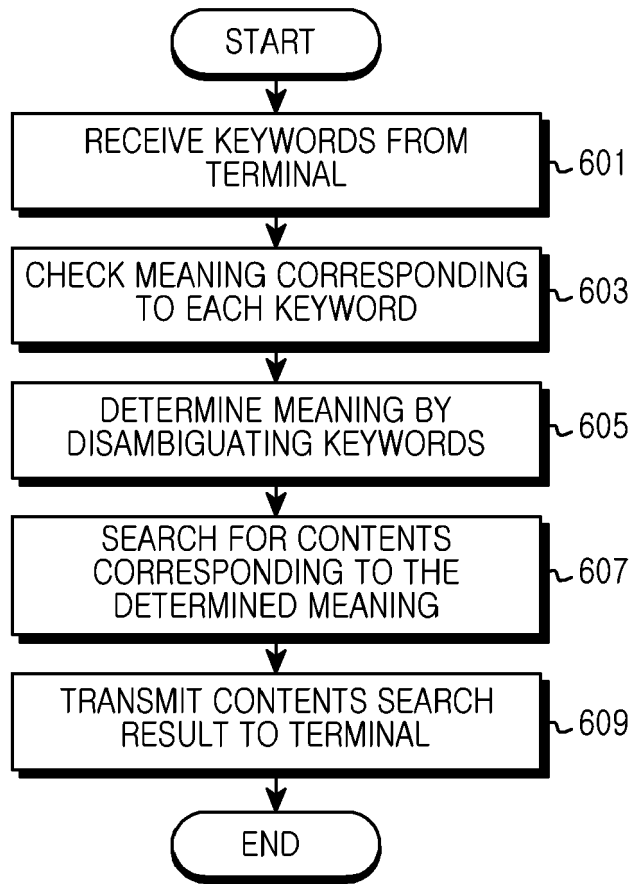 START
RECEIVE KEYWORDS FROM
TERMINAL
601
CHECK MEANING CORRESPONDING
TO EACH KEYWORD
603
DETERMINE MEANING BY
DISAMBIGUATING KEYWORDS
605
SEARCH FOR CONTENTS
CORRESPONDING TO THE
DETERMINED MEANING
607
TRANSMIT CONTENTS SEARCH
RESULT TO TERMINAL
609
END